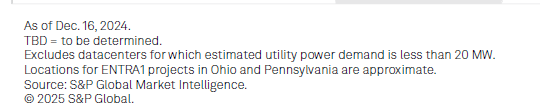 As of Dec. 16, 2024.
TBD = to be determined.
Excludes datacenters for which estimated utility power demand is less than 20 MW.
Locations for ENTRA1 projects in Ohio and Pennsylvania are approximate.
Source: S&P Global Market Intelligence.
© 2025 S&P Global.